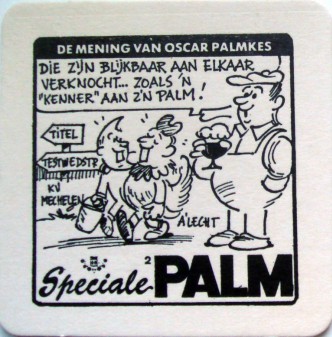 DE MENING VAN OSCAR PALMKES
DIE ZIJN BLIJKBAAR AAN ELKAAR
VERKNOCHT... ZOALS 'N
"KENNER" AAN Z'N PALM!
TITEL
TESTWEDSTR.
KV
MECHELEN
A'LECHT
2
Speciale PALM